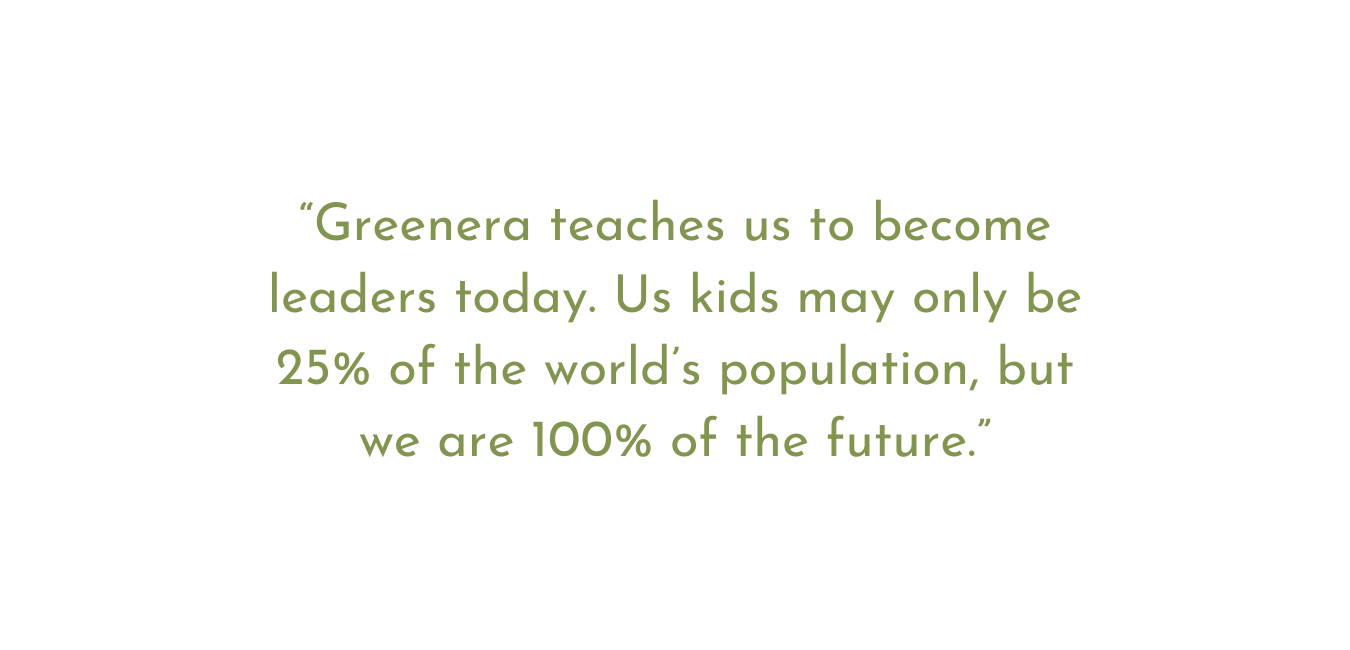 “Greenera teaches us to become
leaders today. Us kids may only be
25% of the world’s population, but
we are 100% of the future.”